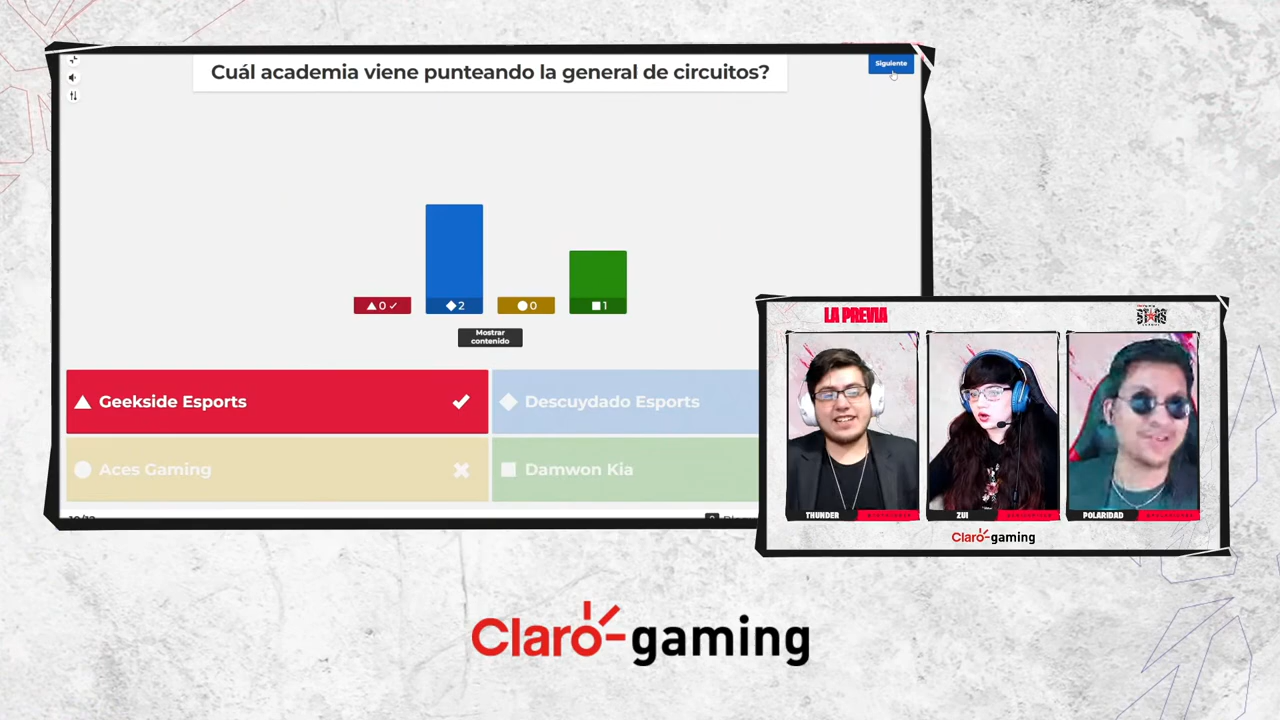 Cuál academia viene punteando la general de circuitos?
Siguiente
0
2
0
1
Mostrar
contenido
Geekside Esports
Descuydado Esports
Aces Gaming
Damwon Kia
LA PREVIA
STARS
THUNDER
ZUI
POLARIDAD
Claro-gaming
Claro-gaming